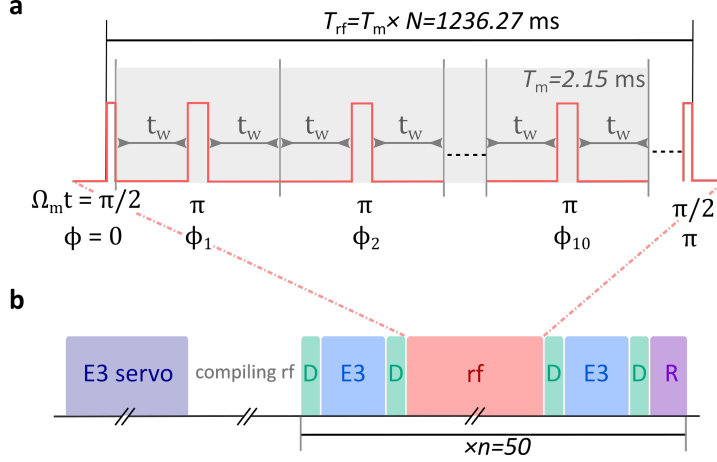 a
T_rf=T_m × N=1236.27 ms
T_m=2.15 ms
t_w t_w t_w t_w t_w t_w
Ω_m t = π/2 π π π π/2
ϕ = 0 ϕ_1 ϕ_2 ϕ_10 π
b
E3 servo compiling rf D E3 D rf D E3 D R
×n=50